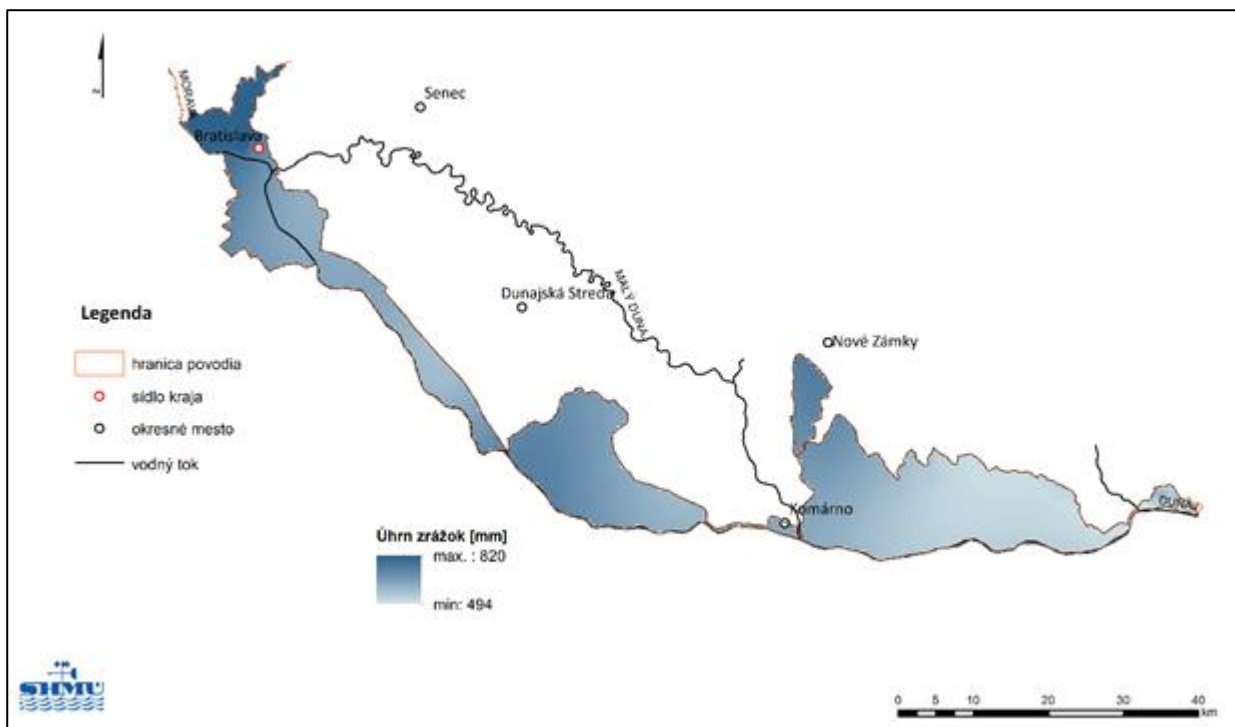 N
MORAVA
Senec
Bratislava
Dunajská Streda
MALÝ DUNAJ
Nové Zámky
Legenda
hranica povodia
sídlo kraja
okresné mesto
vodný tok
Komárno
DUNAJ
Úhrn zrážok [mm]
max. : 820
min: 494
SHMÚ
0 5 10 20 30 40
km